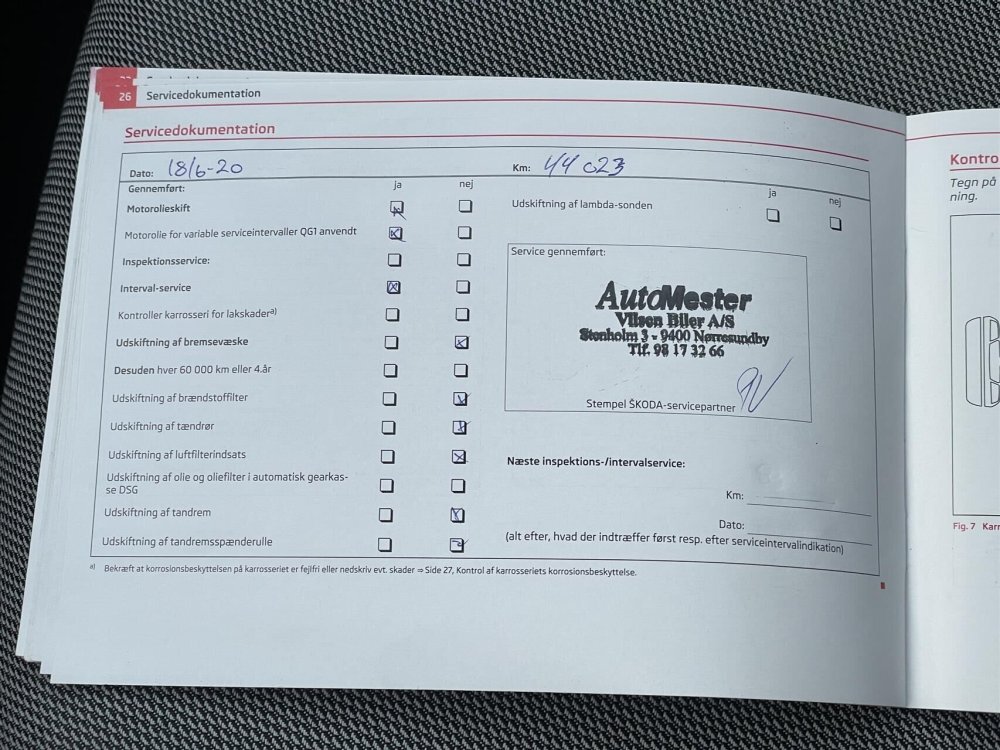 26 Servicedokumentation
Servicedokumentation
Dato: 18/6-20
Km: 44 023
Gennemført:
ja
nej
Motorolieskift
Motorolie for variable serviceintervaller QG1 anvendt
Inspektionsservice:
Interval-service
Kontroller karrosseri for lakskader a)
Udskiftning af bremsevæske
Desuden hver 60 000 km eller 4.år
Udskiftning af brændstoffilter
Udskiftning af tændrør
Udskiftning af luftfilterindsats
Udskiftning af olie og oliefilter i automatisk gearkas-
se DSG
Udskiftning af tandrem
Udskiftning af tandremsspænderulle
ja
nej
Udskiftning af lambda-sonden
Service gennemført:
AutoMester
Vilsen Biler A/S
Stenholm 3 - 9400 Nørresundby
Tlf. 98 17 32 66
Stempel ŠKODA-servicepartner
Næste inspektions-/intervalservice:
Km:
Dato:
(alt efter, hvad der indtræffer først resp. efter serviceintervalindikation)
a) Bekræft at korrosionsbeskyttelsen på karrosseriet er fejlfri eller nedskriv evt. skader ⇒ Side 27, Kontrol af karrosseriets korrosionsbeskyttelse.
Kontro
Tegn på
ning.
Fig. 7 Karr